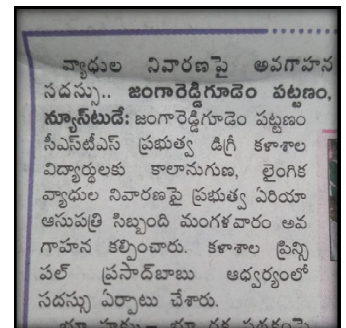 వ్యాధుల నివారణపై అవగాహన
సదస్సు.. జంగారెడ్డిగూడెం పట్టణం,
న్యూస్‌టుడే: జంగారెడ్డిగూడెం పట్టణం
సీఎస్‌టీఎస్ ప్రభుత్వ డిగ్రీ కళాశాల
విద్యార్థులకు కాలానుగుణ, లైంగిక
వ్యాధుల నివారణపై ప్రభుత్వ ఏరియా
ఆసుపత్రి సిబ్బంది మంగళవారం అవ
గాహన కల్పించారు. కళాశాల ప్రిన్సి
పల్ ప్రసాద్‌బాబు ఆధ్వర్యంలో
సదస్సు ఏర్పాటు చేశారు.